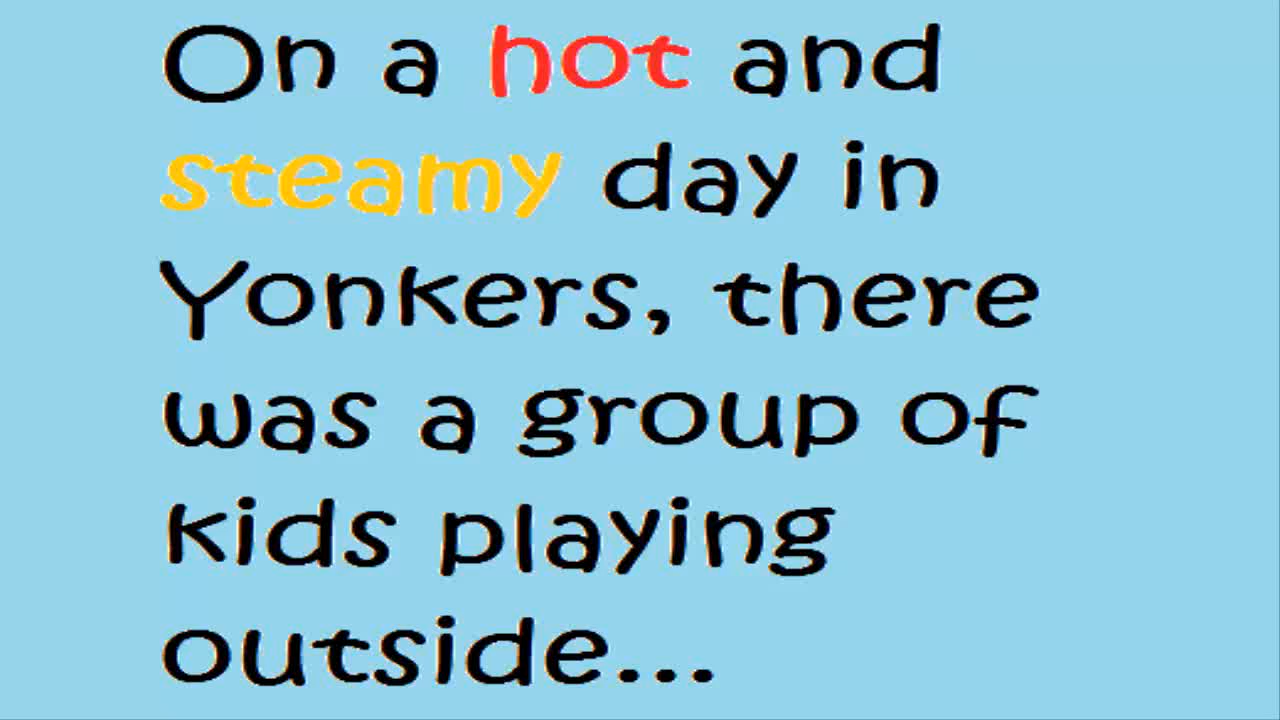 On a hot and
steamy day in
Yonkers, there
was a group of
kids playing
outside...